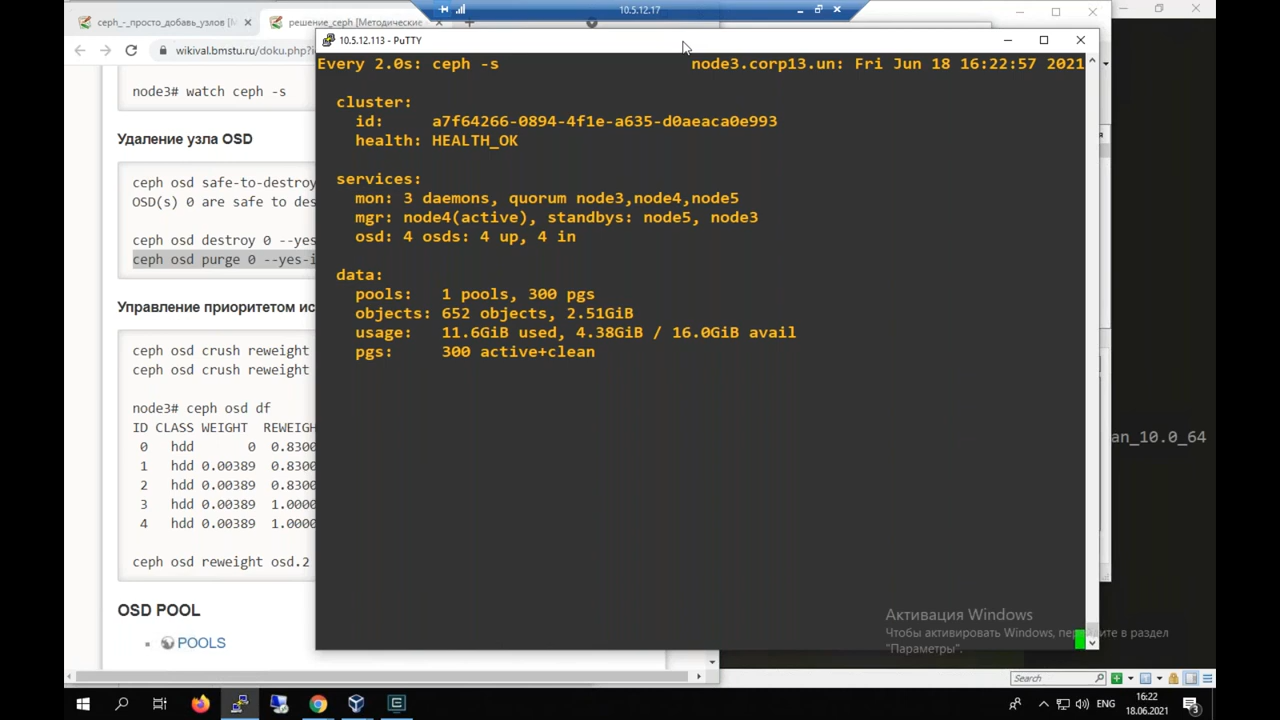 10.5.12.17
ceph_-_просто_добавь_узлов [М
решение_ceph [Методические
wikival.bmstu.ru/doku.php?i
10.5.12.113 - PuTTY
node3# watch ceph -s
Удаление узла OSD
ceph osd safe-to-destroy
OSD(s) 0 are safe to des
ceph osd destroy 0 --yes
ceph osd purge 0 --yes-i
Управление приоритетом ис
ceph osd crush reweight
ceph osd crush reweight
node3# ceph osd df
ID CLASS WEIGHT REWEIG
0 hdd 0 0.8300
1 hdd 0.00389 0.8300
2 hdd 0.00389 0.8300
3 hdd 0.00389 1.0000
4 hdd 0.00389 1.0000
ceph osd reweight osd.2
OSD POOL
POOLS
Every 2.0s: ceph -s node3.corp13.un: Fri Jun 18 16:22:57 2021
cluster:
id: a7f64266-0894-4f1e-a635-d0aeaca0e993
health: HEALTH_OK
services:
mon: 3 daemons, quorum node3,node4,node5
mgr: node4(active), standbys: node5, node3
osd: 4 osds: 4 up, 4 in
data:
pools: 1 pools, 300 pgs
objects: 652 objects, 2.51GiB
usage: 11.6GiB used, 4.38GiB / 16.0GiB avail
pgs: 300 active+clean
an_10.0_64
Активация Windows
Чтобы активировать Windows, перейдите в раздел
"Параметры".
Search
ENG
16:22
18.06.2021
3